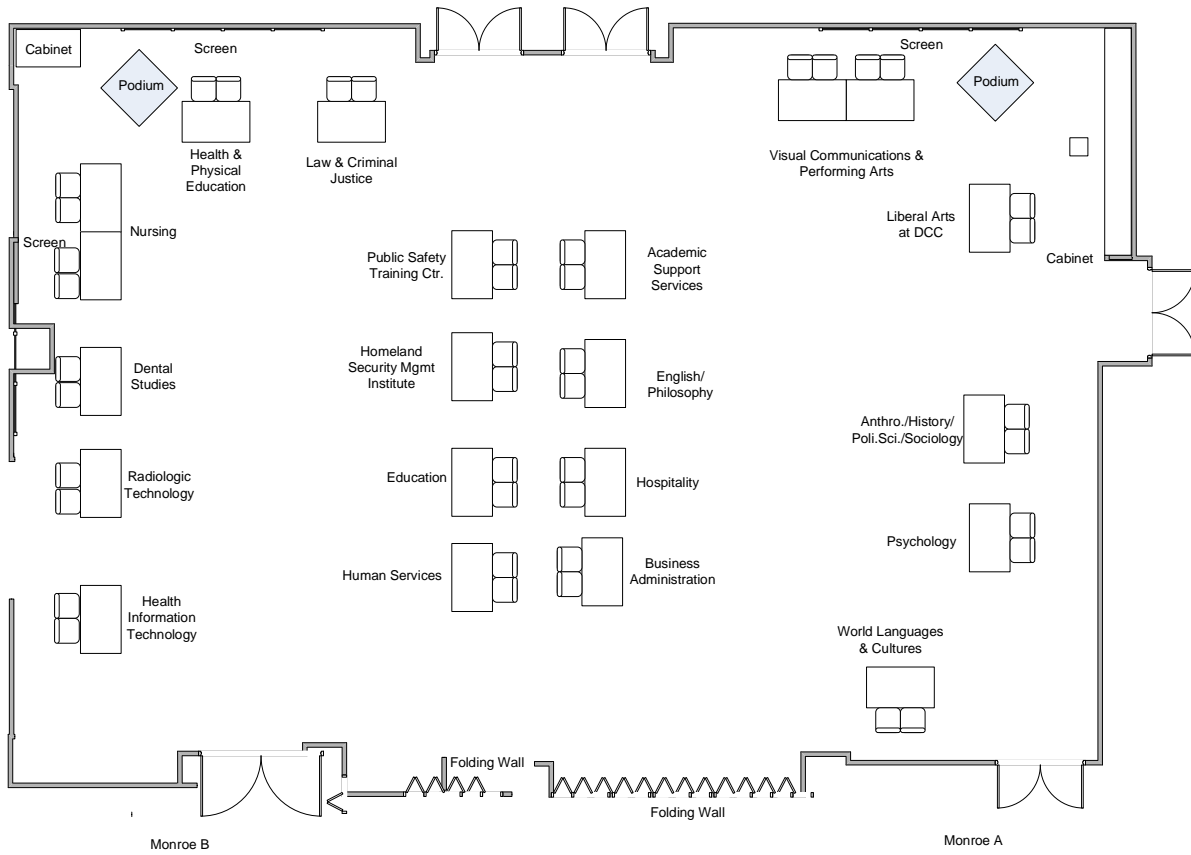 Cabinet
Screen
Podium
Health &
Physical
Education
Law & Criminal
Justice
Screen
Podium
Visual Communications &
Performing Arts
Nursing
Screen
Liberal Arts
at DCC
Cabinet
Public Safety
Training Ctr.
Academic
Support
Services
Dental
Studies
Homeland
Security Mgmt
Institute
English/
Philosophy
Anthro./History/
Poli.Sci./Sociology
Radiologic
Technology
Education
Hospitality
Psychology
Human Services
Business
Administration
Health
Information
Technology
World Languages
& Cultures
Folding Wall
Folding Wall
Monroe B
Monroe A